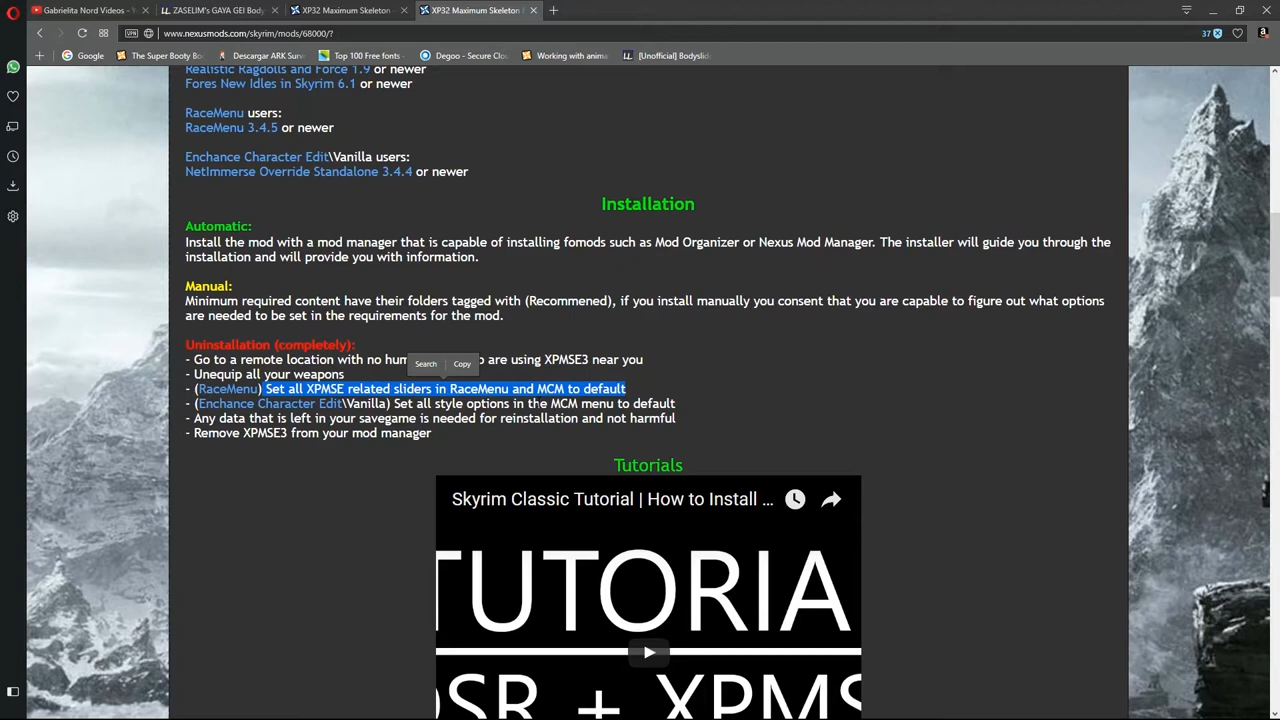 Gabrielita Nord Videos - Y
ZASELIM's GAYA GEI Body
XP32 Maximum Skeleton
XP32 Maximum Skeleton
VPN
www.nexusmods.com/skyrim/mods/68000/?
37
Google
The Super Booty Bo
Descargar ARK Surv
Top 100 Free fonts
Degoo - Secure Clo
Working with anima
[Unofficial] Bodyslid
Realistic Ragdolls and Force 1.9 or newer
Fores New Idles in Skyrim 6.1 or newer
RaceMenu users:
RaceMenu 3.4.5 or newer
Enchance Character Edit\Vanilla users:
NetImmerse Override Standalone 3.4.4 or newer
Installation
Automatic:
Install the mod with a mod manager that is capable of installing fomods such as Mod Organizer or Nexus Mod Manager. The installer will guide you through the
installation and will provide you with information.
Manual:
Minimum required content have their folders tagged with (Recommened), if you install manually you consent that you are capable to figure out what options
are needed to be set in the requirements for the mod.
Uninstallation (completely):
Search Copy
- Go to a remote location with no hum o are using XPMSE3 near you
- Unequip all your weapons
- (RaceMenu) Set all XPMSE related sliders in RaceMenu and MCM to default
- (Enchance Character Edit\Vanilla) Set all style options in the MCM menu to default
- Any data that is left in your savegame is needed for reinstallation and not harmful
- Remove XPMSE3 from your mod manager
Tutorials
Skyrim Classic Tutorial | How to Install ...
TUTORIA
OSR + XPMS